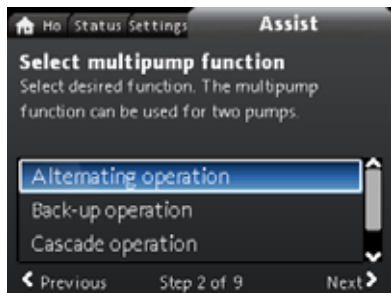 Ho Status Settings Assist
Select multipump function
Select desired function. The multipump
function can be used for two pumps.
Alternating operation
Back-up operation
Cascade operation
Previous Step 2 of 9 Next